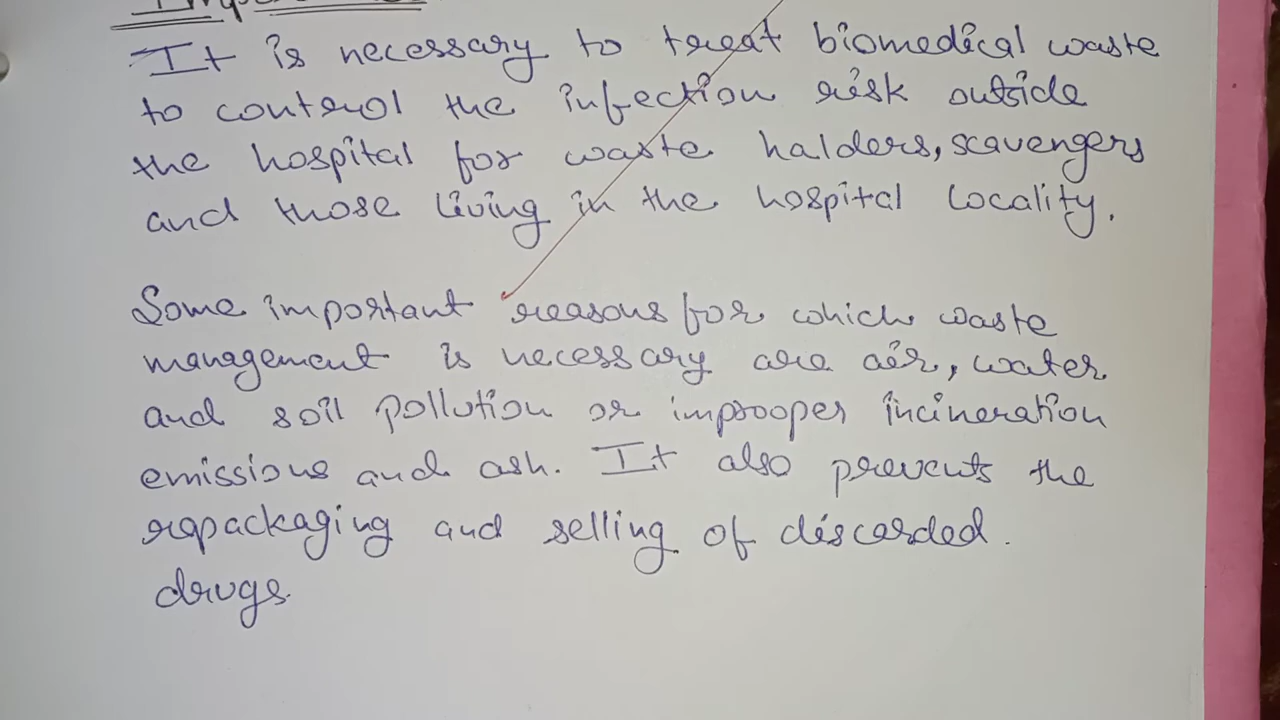 It is necessary to treat biomedical waste
to control the infection risk outside
the hospital for waste halders, scavengers
and those living in the hospital locality.
Some important reasons for which waste
management is necessary are air, water
and soil pollution or improoper incineration
emissions and ash. It also prevents the
repackaging and selling of discarded.
drugs.